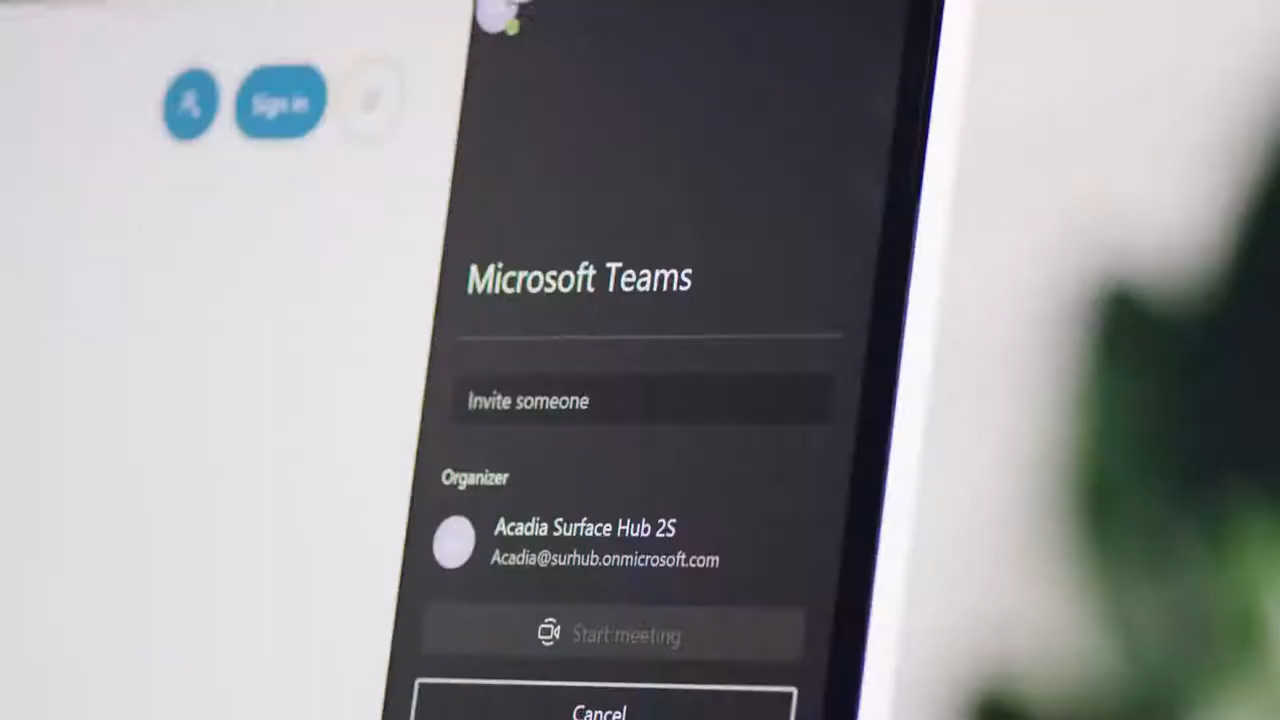 Sign in
Microsoft Teams
Invite someone
Organizer
Acadia Surface Hub 2S
Acadia@surhub.onmicrosoft.com
Start meeting
Cancel